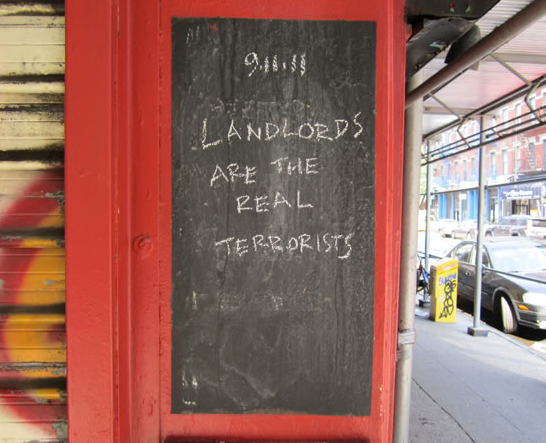 9.11.11
LANDLORDS
ARE THE
REAL
TERRORISTS